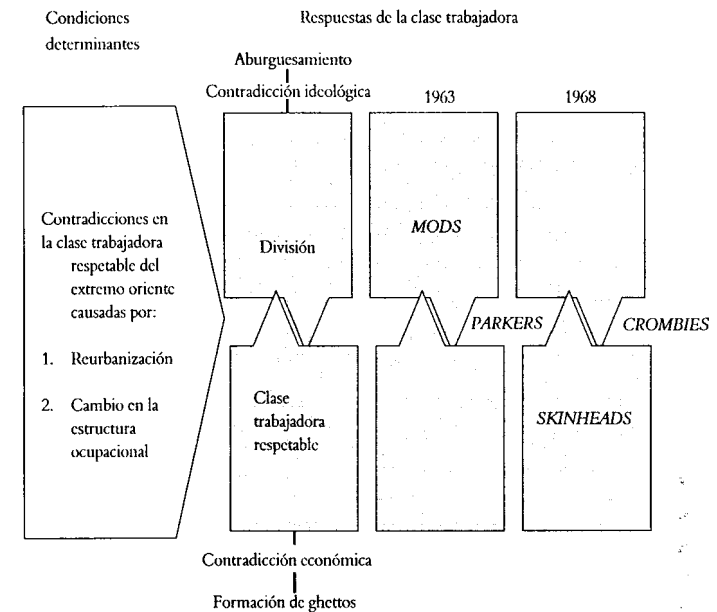 Condiciones
determinantes
Respuestas de la clase trabajadora
Aburguesamiento
Contradicción ideológica
1963
1968
Contradicciones en
la clase trabajadora
respetable del
extremo oriente
causadas por:
1. Reurbanización
2. Cambio en la
estructura
ocupacional
División
MODS
PARKERS
CROMBIES
Clase
trabajadora
respetable
SKINHEADS
Contradicción económica
Formación de ghettos